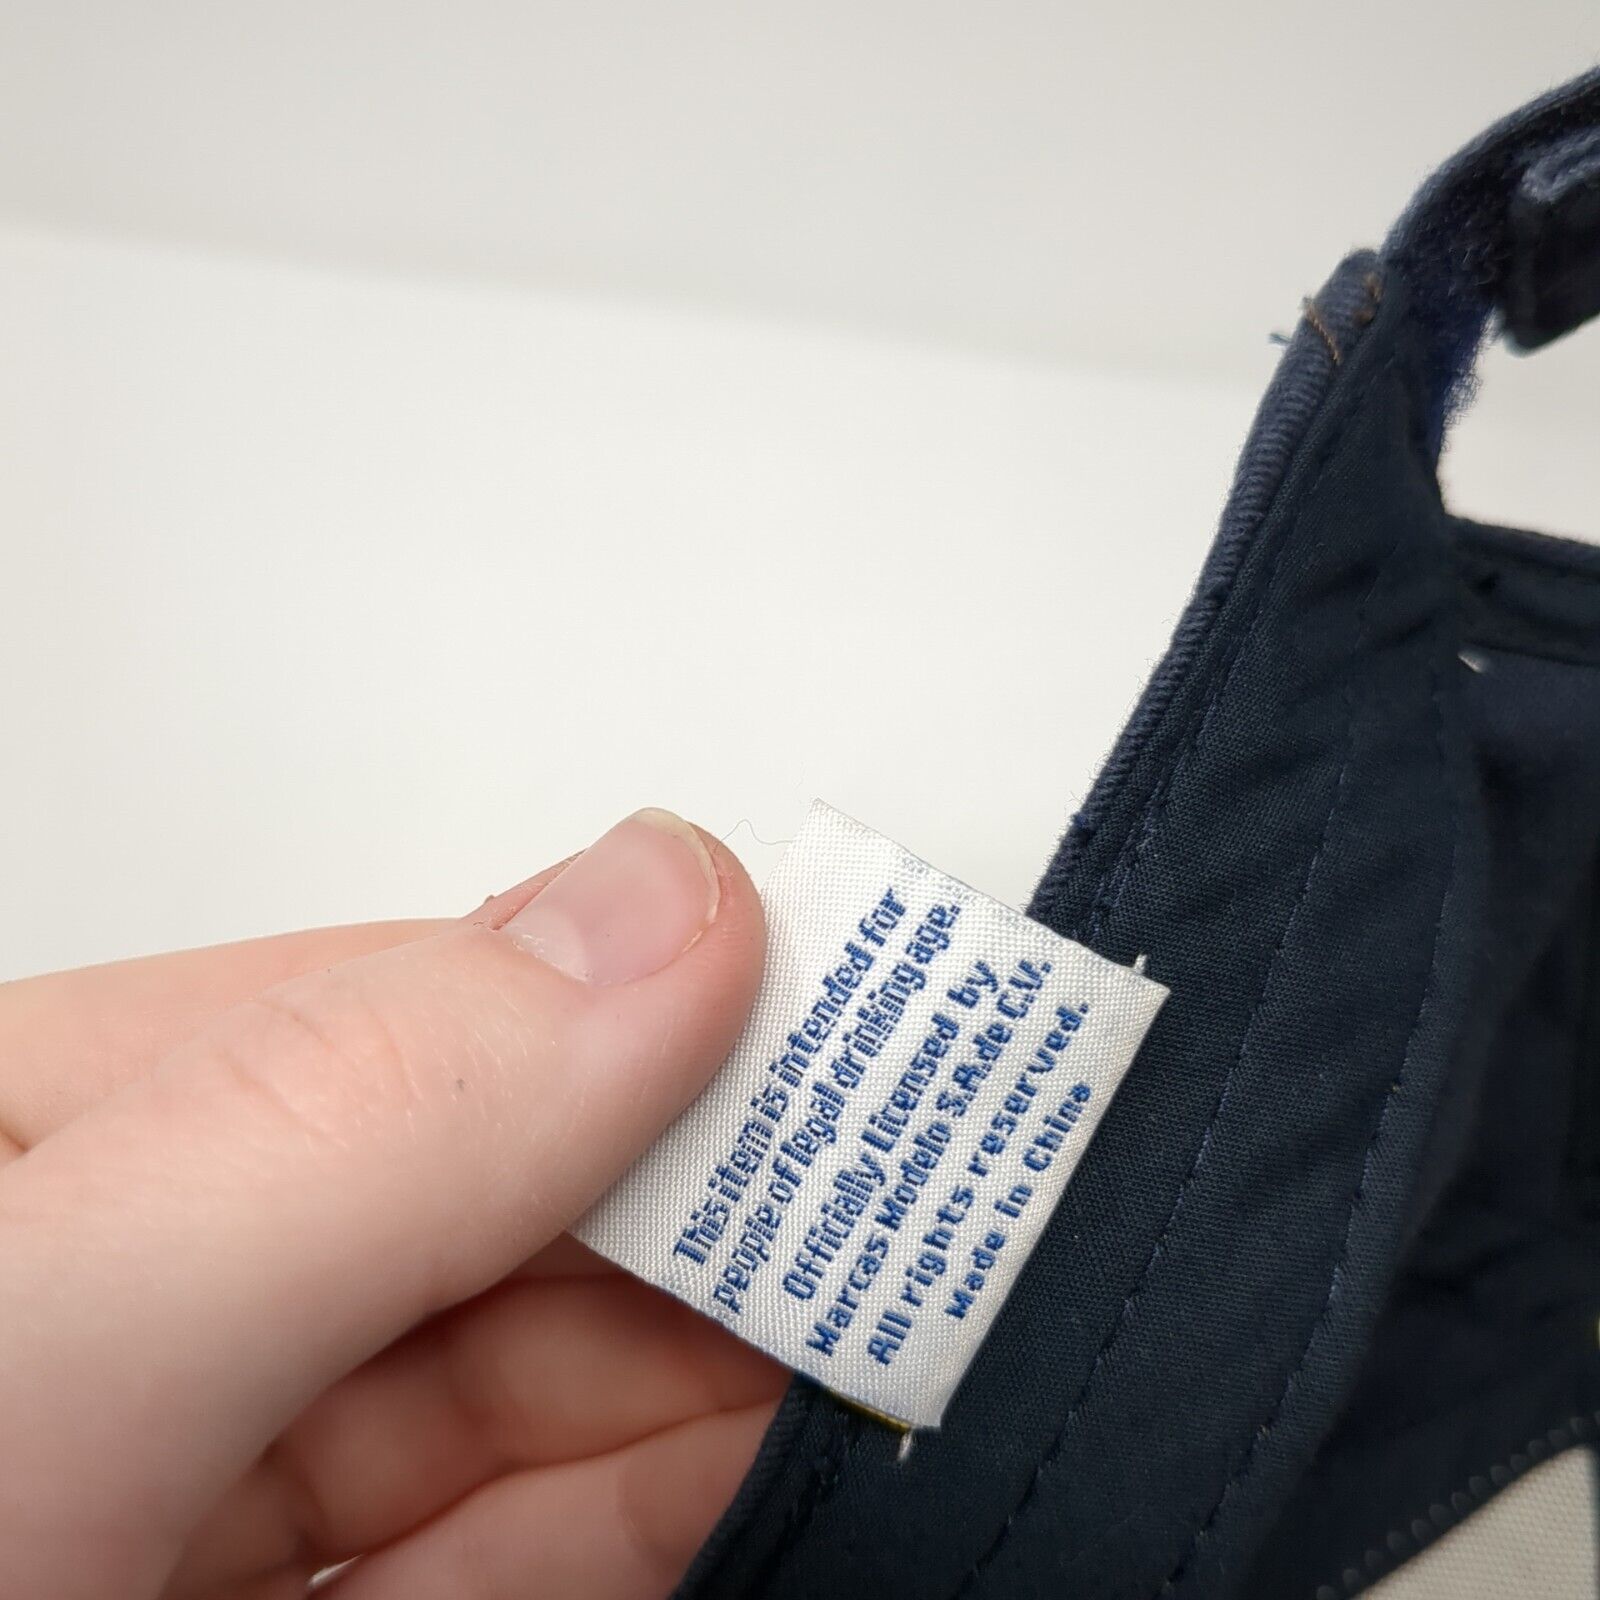 This item is intended for
people of legal drinking age.
Officially Licensed by
Marcas Modelo S.A.de C.V.
All rights reserved.
Made in China